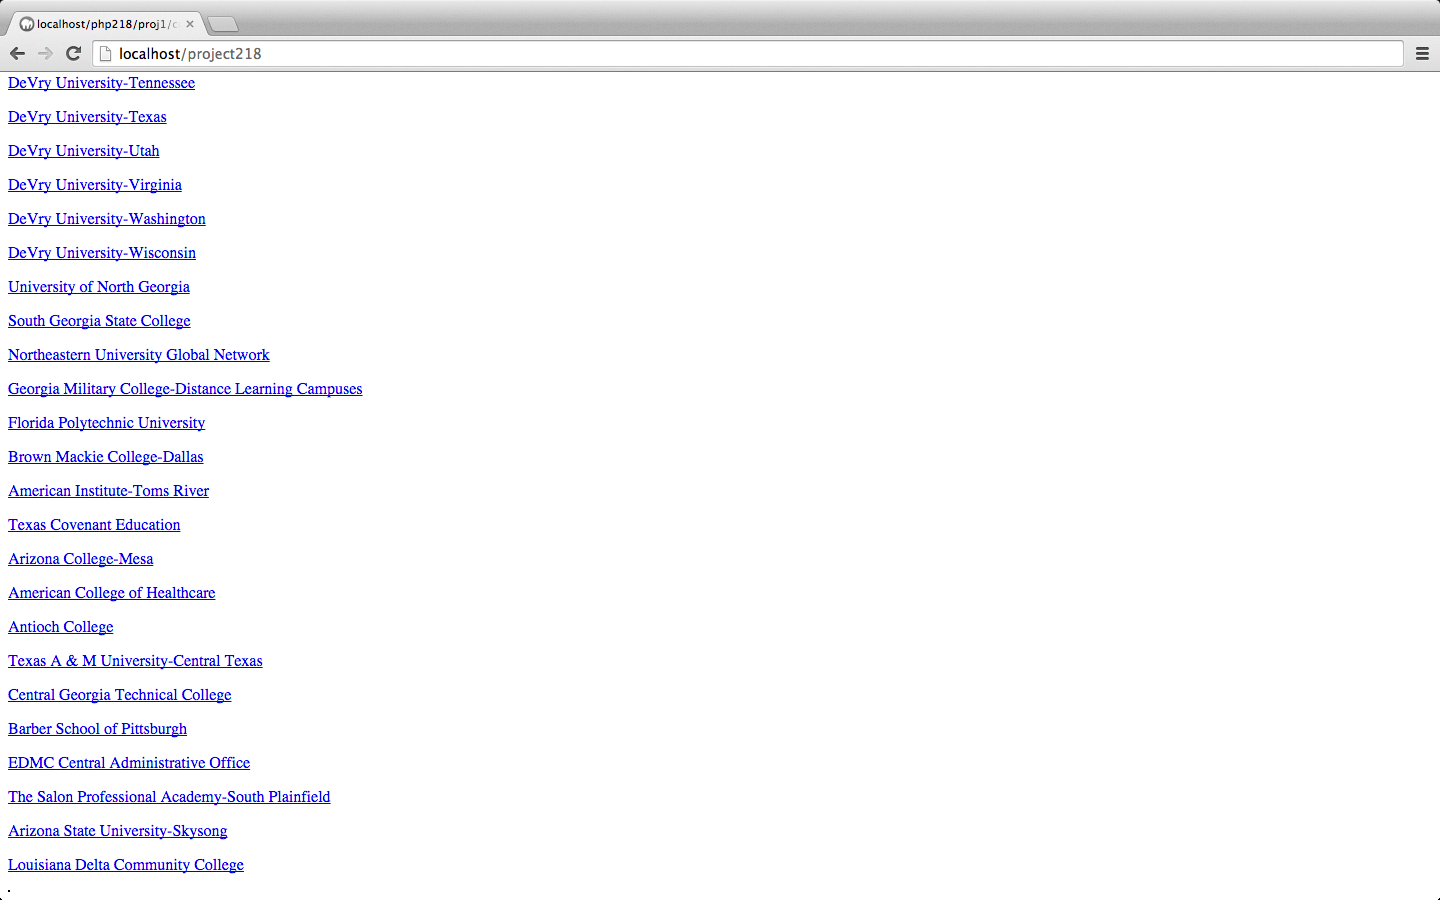 localhost/php218/proj1/
localhost/project218
DeVry University-Tennessee
DeVry University-Texas
DeVry University-Utah
DeVry University-Virginia
DeVry University-Washington
DeVry University-Wisconsin
University of North Georgia
South Georgia State College
Northeastern University Global Network
Georgia Military College-Distance Learning Campuses
Florida Polytechnic University
Brown Mackie College-Dallas
American Institute-Toms River
Texas Covenant Education
Arizona College-Mesa
American College of Healthcare
Antioch College
Texas A & M University-Central Texas
Central Georgia Technical College
Barber School of Pittsburgh
EDMC Central Administrative Office
The Salon Professional Academy-South Plainfield
Arizona State University-Skysong
Louisiana Delta Community College